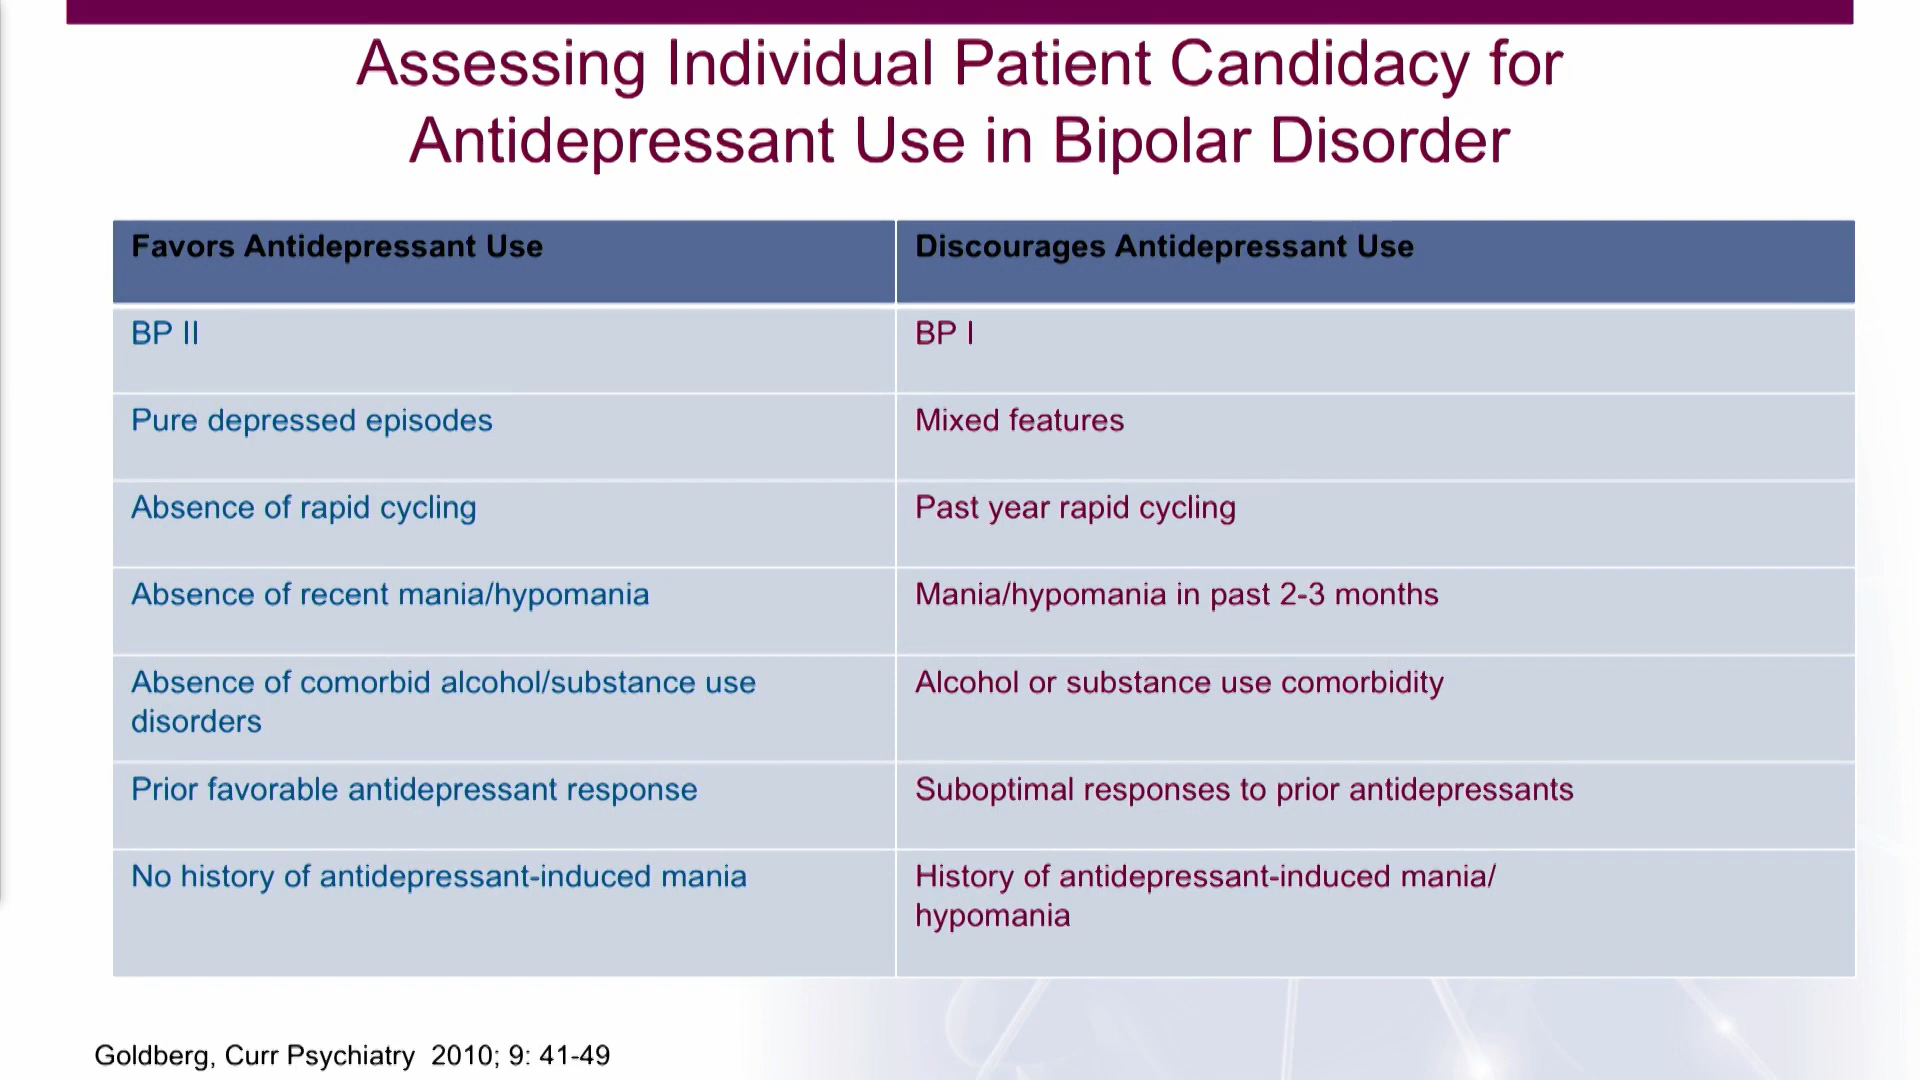 Assessing Individual Patient Candidacy for
Antidepressant Use in Bipolar Disorder
Favors Antidepressant Use
Discourages Antidepressant Use
BP II
BP I
Pure depressed episodes
Mixed features
Absence of rapid cycling
Past year rapid cycling
Absence of recent mania/hypomania
Mania/hypomania in past 2-3 months
Absence of comorbid alcohol/substance use
disorders
Alcohol or substance use comorbidity
Prior favorable antidepressant response
Suboptimal responses to prior antidepressants
No history of antidepressant-induced mania
History of antidepressant-induced mania/
hypomania
Goldberg, Curr Psychiatry 2010; 9: 41-49